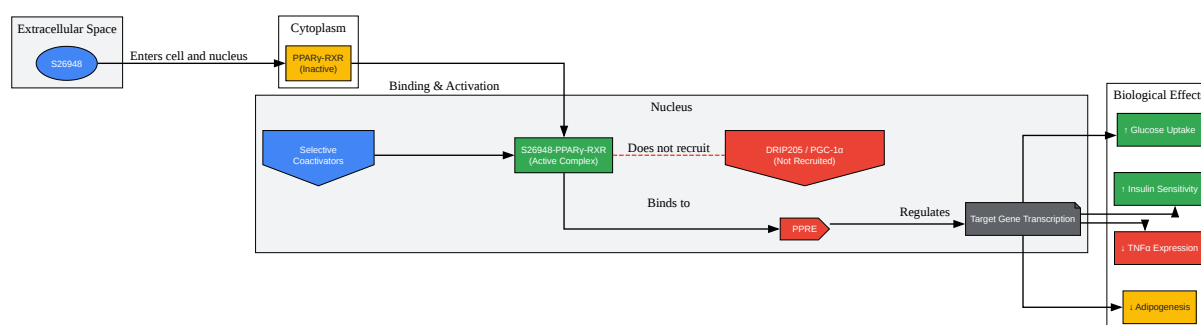 Extracellular Space
S26948
Enters cell and nucleus
Cytoplasm
PPARγ-RXR
(Inactive)
Binding & Activation
Nucleus
Selective
Coactivators
S26948-PPARγ-RXR
(Active Complex)
Does not recruit
DRIP205 / PGC-1α
(Not Recruited)
Binds to
PPRE
Regulates
Target Gene Transcription
Biological Effects
↑ Glucose Uptake
↑ Insulin Sensitivity
↓ TNFα Expression
↓ Adipogenesis